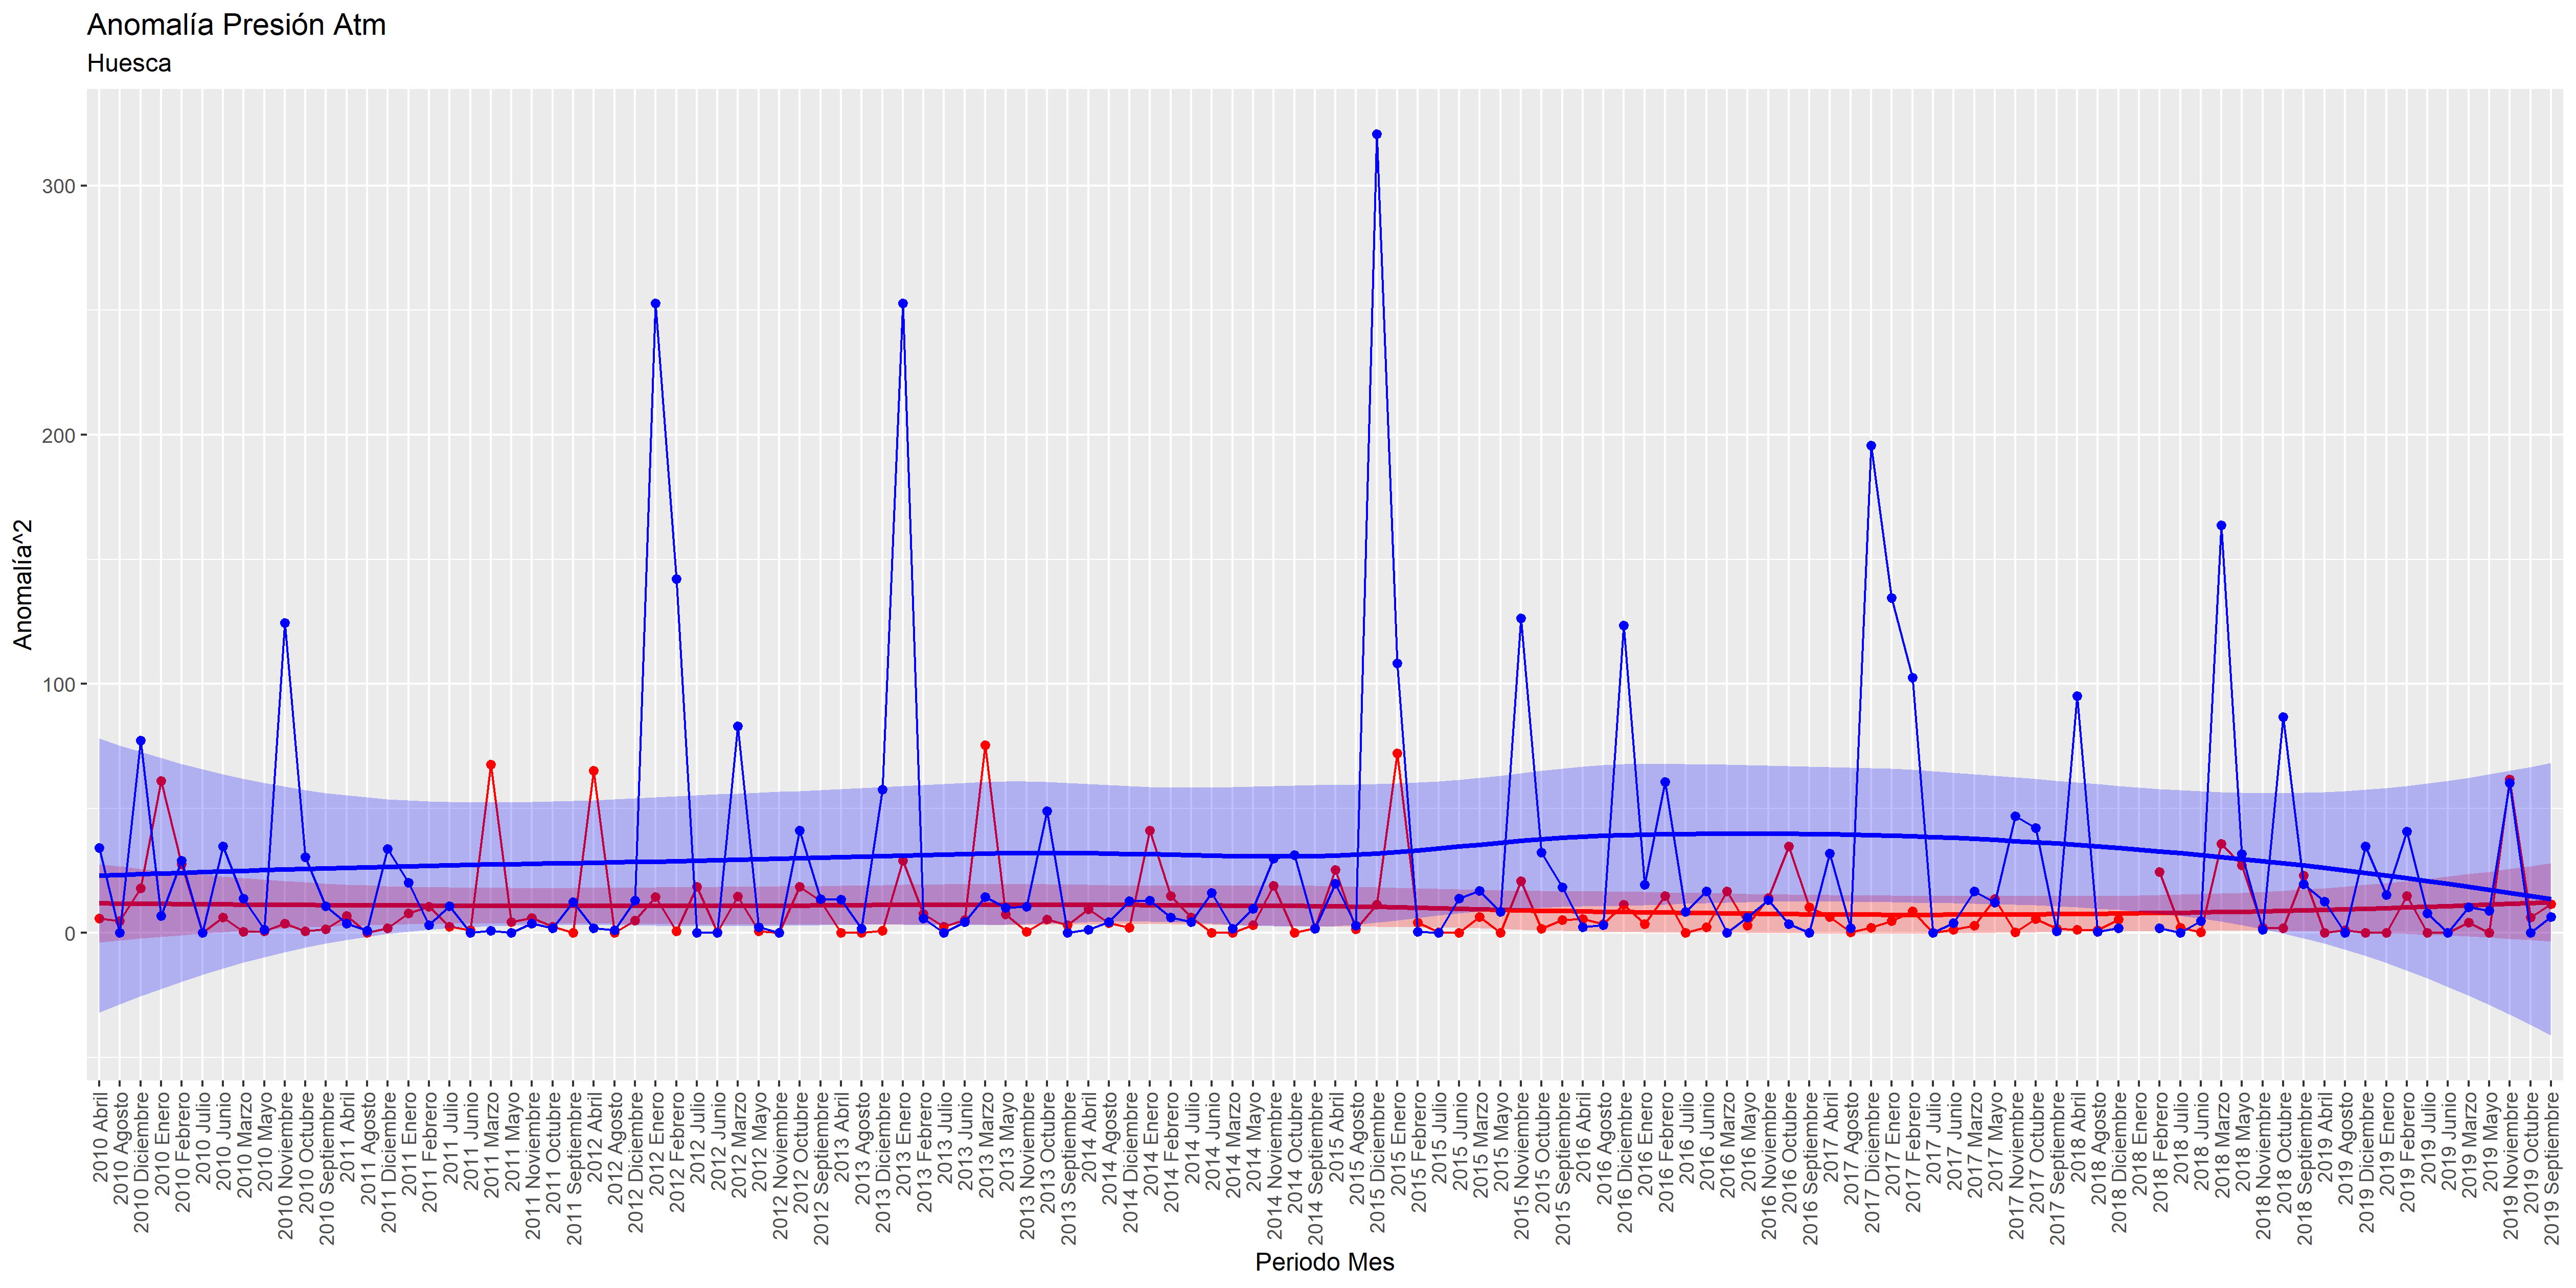 Anomalía Presión Atm
Huesca
Anomalía^2
300
200
100
0
2010 Abril
2010 Agosto
2010 Diciembre
2010 Enero
2010 Febrero
2010 Julio
2010 Junio
2010 Marzo
2010 Mayo
2010 Noviembre
2010 Octubre
2010 Septiembre
2011 Abril
2011 Agosto
2011 Diciembre
2011 Enero
2011 Febrero
2011 Julio
2011 Junio
2011 Marzo
2011 Mayo
2011 Noviembre
2011 Octubre
2011 Septiembre
2012 Abril
2012 Agosto
2012 Diciembre
2012 Enero
2012 Febrero
2012 Julio
2012 Junio
2012 Marzo
2012 Mayo
2012 Noviembre
2012 Octubre
2012 Septiembre
2013 Abril
2013 Agosto
2013 Diciembre
2013 Enero
2013 Febrero
2013 Julio
2013 Junio
2013 Marzo
2013 Mayo
2013 Noviembre
2013 Octubre
2013 Septiembre
2014 Abril
2014 Agosto
2014 Diciembre
2014 Enero
2014 Febrero
2014 Julio
2014 Junio
2014 Marzo
2014 Mayo
2014 Noviembre
2014 Octubre
2014 Septiembre
2015 Abril
2015 Agosto
2015 Diciembre
2015 Enero
2015 Febrero
2015 Julio
2015 Junio
2015 Marzo
2015 Mayo
2015 Noviembre
2015 Octubre
2015 Septiembre
2016 Abril
2016 Agosto
2016 Diciembre
2016 Enero
2016 Febrero
2016 Julio
2016 Junio
2016 Marzo
2016 Mayo
2016 Noviembre
2016 Octubre
2016 Septiembre
2017 Abril
2017 Agosto
2017 Diciembre
2017 Enero
2017 Febrero
2017 Julio
2017 Junio
2017 Marzo
2017 Mayo
2017 Noviembre
2017 Octubre
2017 Septiembre
2018 Abril
2018 Agosto
2018 Diciembre
2018 Enero
2018 Febrero
2018 Julio
2018 Junio
2018 Marzo
2018 Mayo
2018 Noviembre
2018 Octubre
2018 Septiembre
2019 Abril
2019 Agosto
2019 Diciembre
2019 Enero
2019 Febrero
2019 Julio
2019 Junio
2019 Marzo
2019 Mayo
2019 Noviembre
2019 Octubre
2019 Septiembre
Periodo Mes